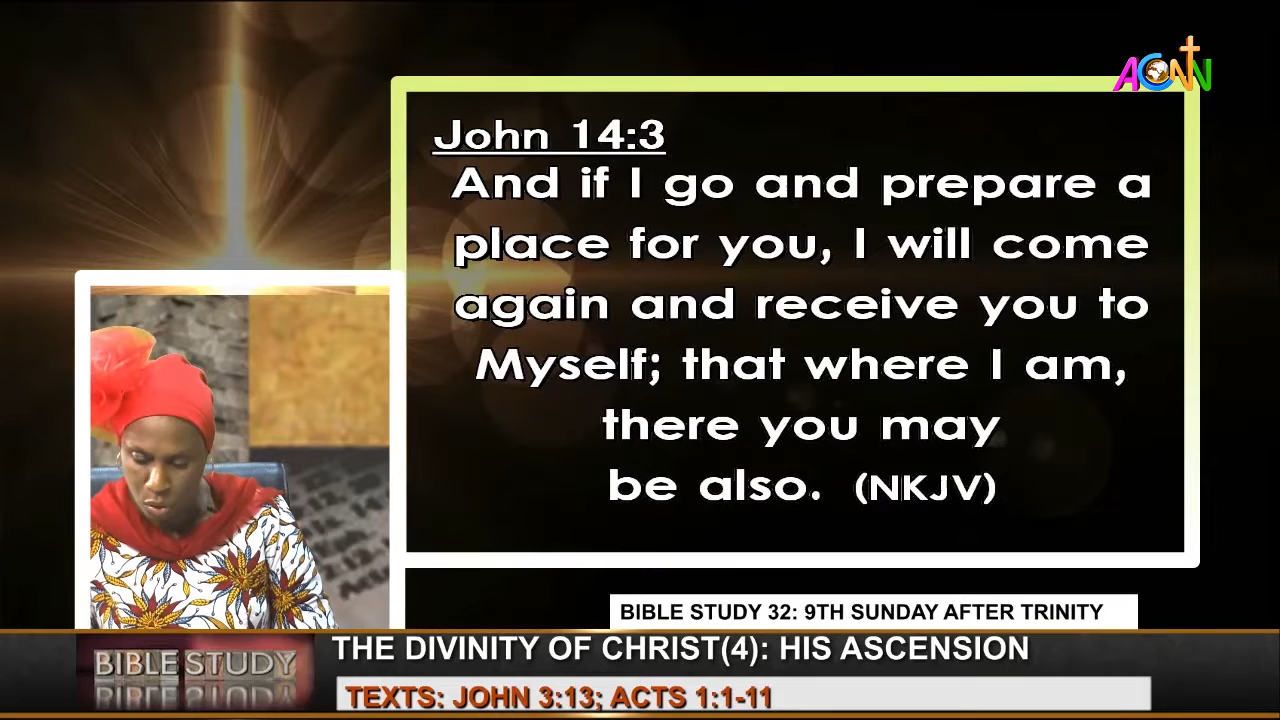 ACNN
John 14:3
And if I go and prepare a
place for you, I will come
again and receive you to
Myself; that where I am,
there you may
be also. (NKJV)
BIBLE STUDY 32: 9TH SUNDAY AFTER TRINITY
BIBLE STUDY
THE DIVINITY OF CHRIST(4): HIS ASCENSION
TEXTS: JOHN 3:13; ACTS 1:1-11